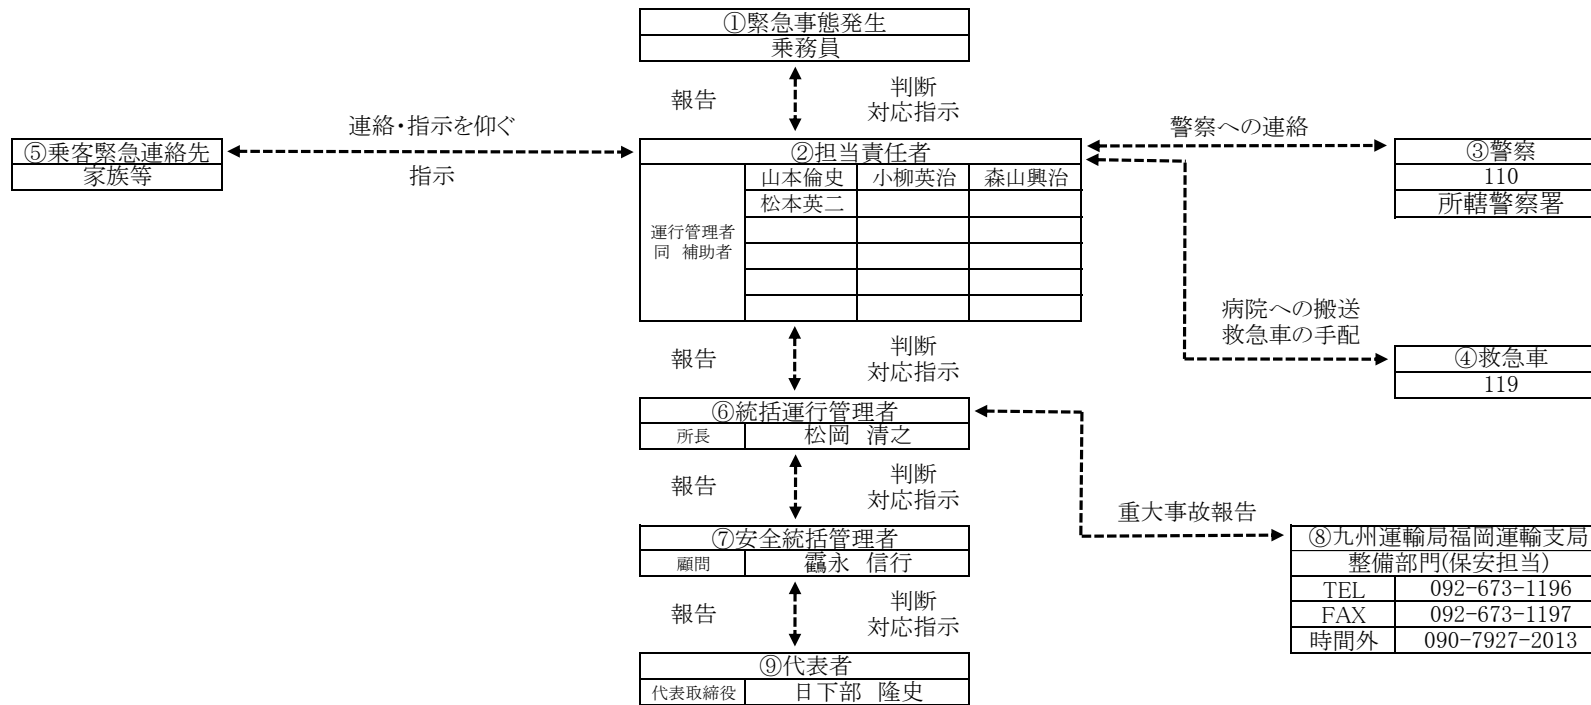 ①緊急事態発生
乗務員
報告
判断
対応指示
連絡・指示を仰ぐ
指示
⑤乗客緊急連絡先
家族等
②担当責任者
運行管理者
同 補助者
山本倫史 小柳英治 森山興治
松本英二
警察への連絡
③警察
110
所轄警察署
病院への搬送
救急車の手配
④救急車
119
報告
判断
対応指示
⑥統括運行管理者
所長 松岡 清之
報告
判断
対応指示
重大事故報告
⑦安全統括管理者
顧問 靍永 信行
⑧九州運輸局福岡運輸支局
整備部門(保安担当)
TEL 092-673-1196
FAX 092-673-1197
時間外 090-7927-2013
報告
判断
対応指示
⑨代表者
代表取締役 日下部 隆史